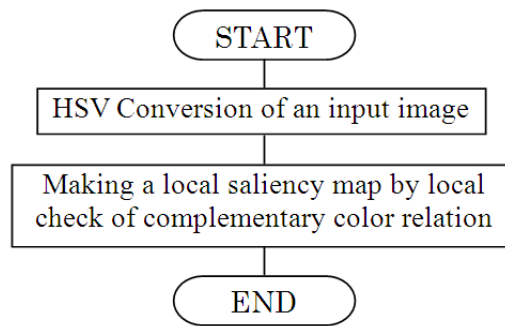 START
HSV Conversion of an input image
Making a local saliency map by local
check of complementary color relation
END